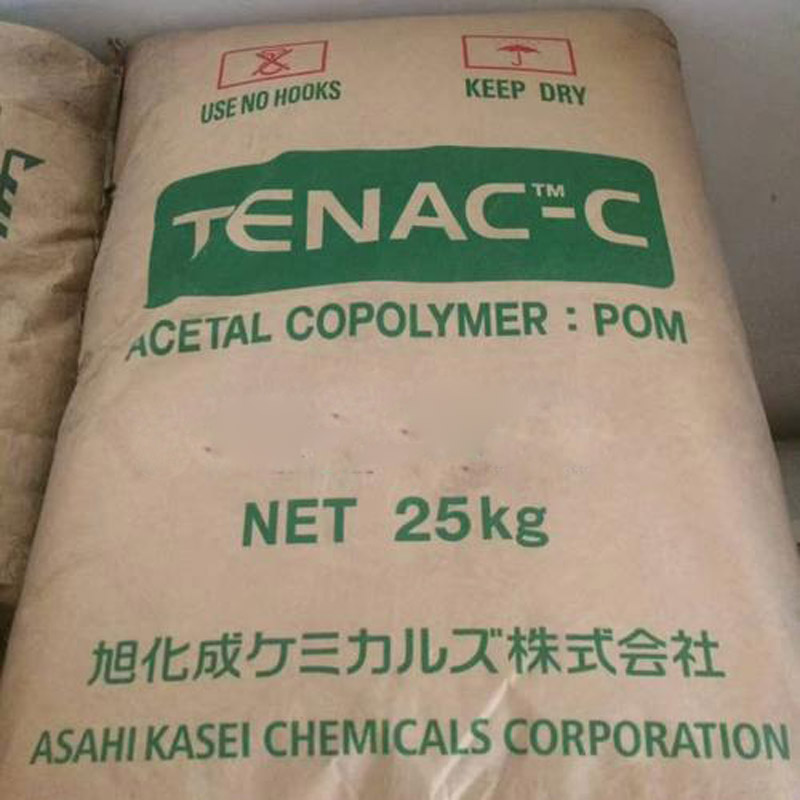 USE NO HOOKS
KEEP DRY
TENAC™-C
ACETAL COPOLYMER : POM
NET 25kg
旭化成ケミカルズ株式会社
ASAHI KASEI CHEMICALS CORPORATION